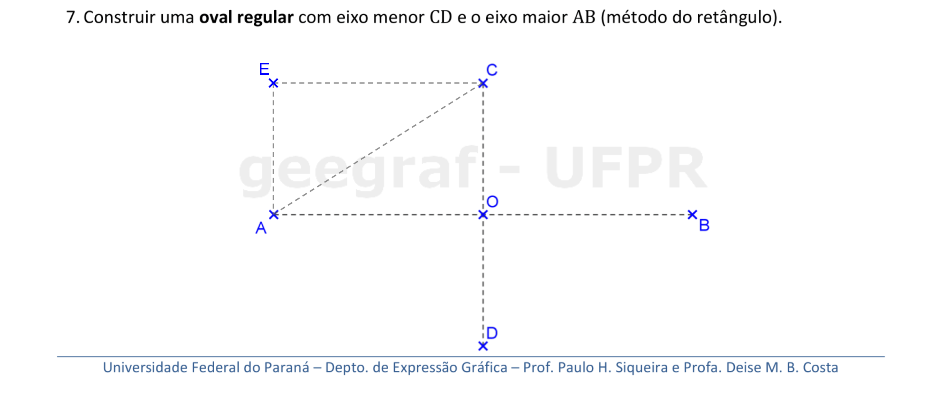 7. Construir uma oval regular com eixo menor CD e o eixo maior AB (método do retângulo).
E
C
geegraf - UFPR
O
A
B
D
Universidade Federal do Paraná – Depto. de Expressão Gráfica – Prof. Paulo H. Siqueira e Profa. Deise M. B. Costa